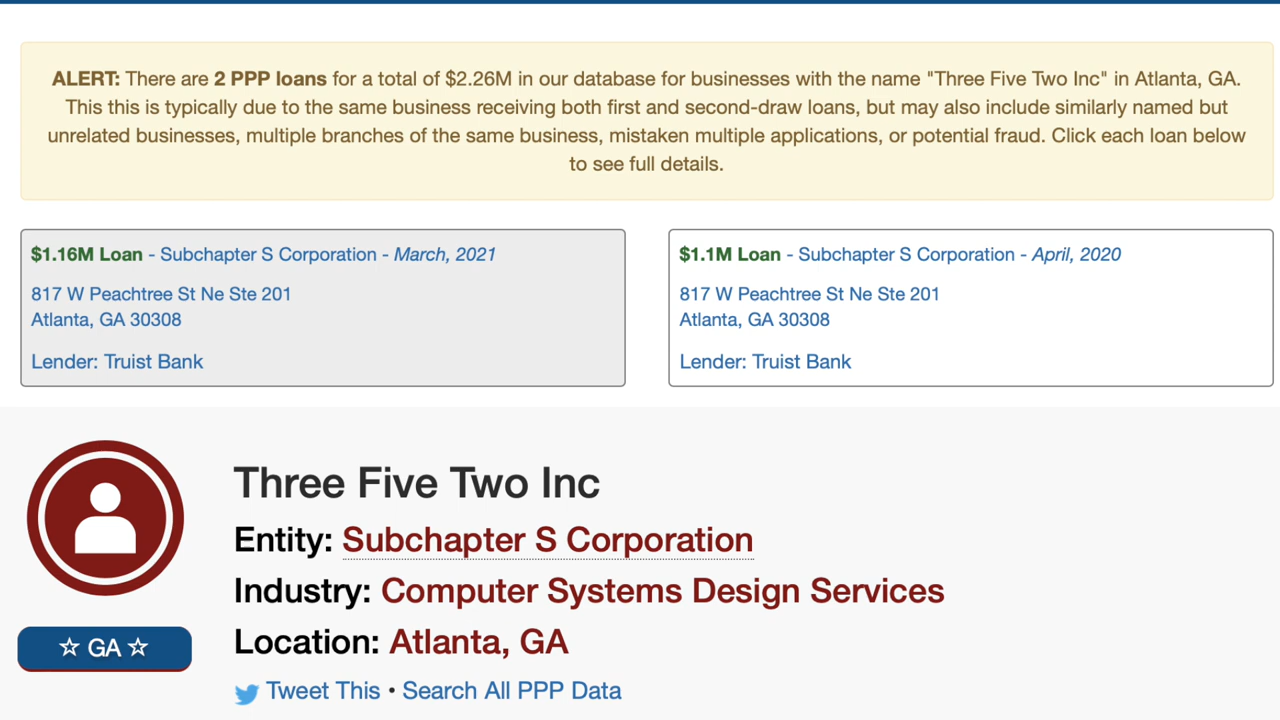 ALERT: There are 2 PPP loans for a total of $2.26M in our database for businesses with the name "Three Five Two Inc" in Atlanta, GA.
This this is typically due to the same business receiving both first and second-draw loans, but may also include similarly named but
unrelated businesses, multiple branches of the same business, mistaken multiple applications, or potential fraud. Click each loan below
to see full details.
$1.16M Loan - Subchapter S Corporation - March, 2021
817 W Peachtree St Ne Ste 201
Atlanta, GA 30308
Lender: Truist Bank
$1.1M Loan - Subchapter S Corporation - April, 2020
817 W Peachtree St Ne Ste 201
Atlanta, GA 30308
Lender: Truist Bank
Three Five Two Inc
Entity: Subchapter S Corporation
Industry: Computer Systems Design Services
Location: Atlanta, GA
☆ GA ☆
Tweet This • Search All PPP Data